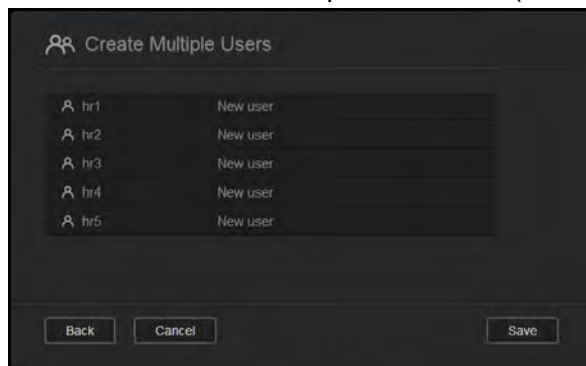 Create Multiple Users
hr1 New user
hr2 New user
hr3 New user
hr4 New user
hr5 New user
Back Cancel Save